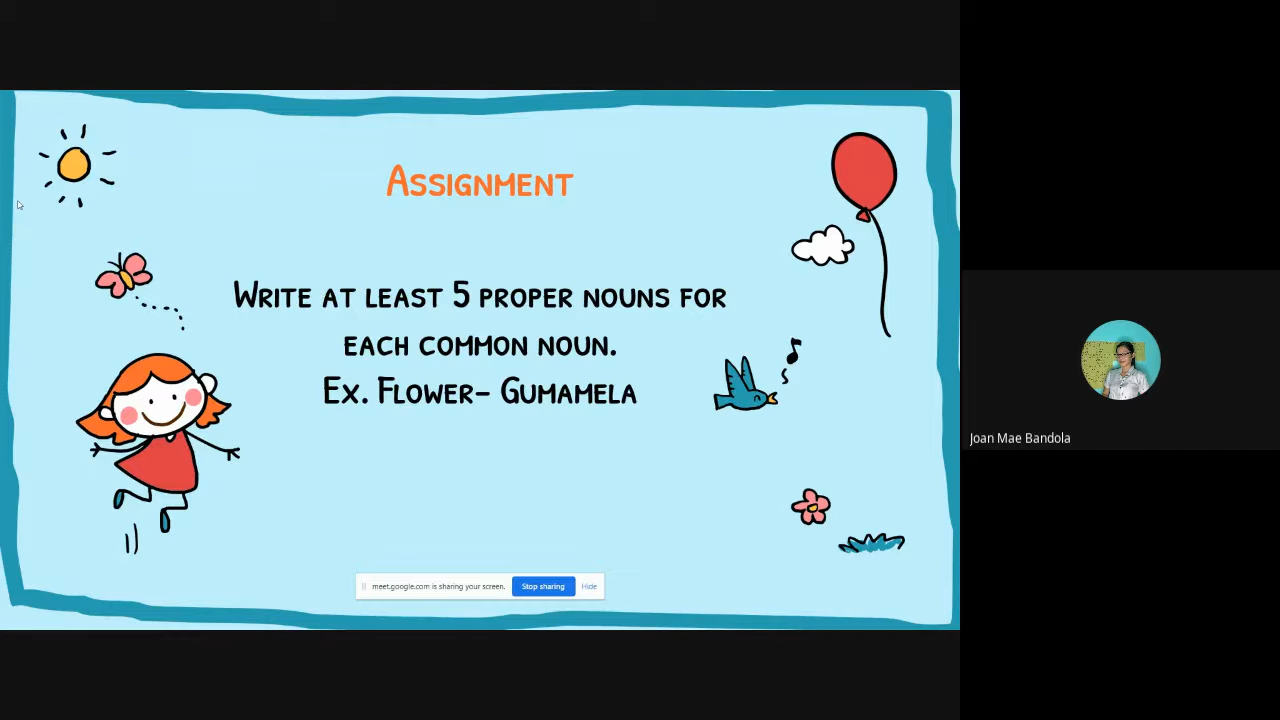 Assignment
Write at least 5 proper nouns for
each common noun.
Ex. Flower- Gumamela
meet.google.com is sharing your screen. Stop sharing Hide
Joan Mae Bandola